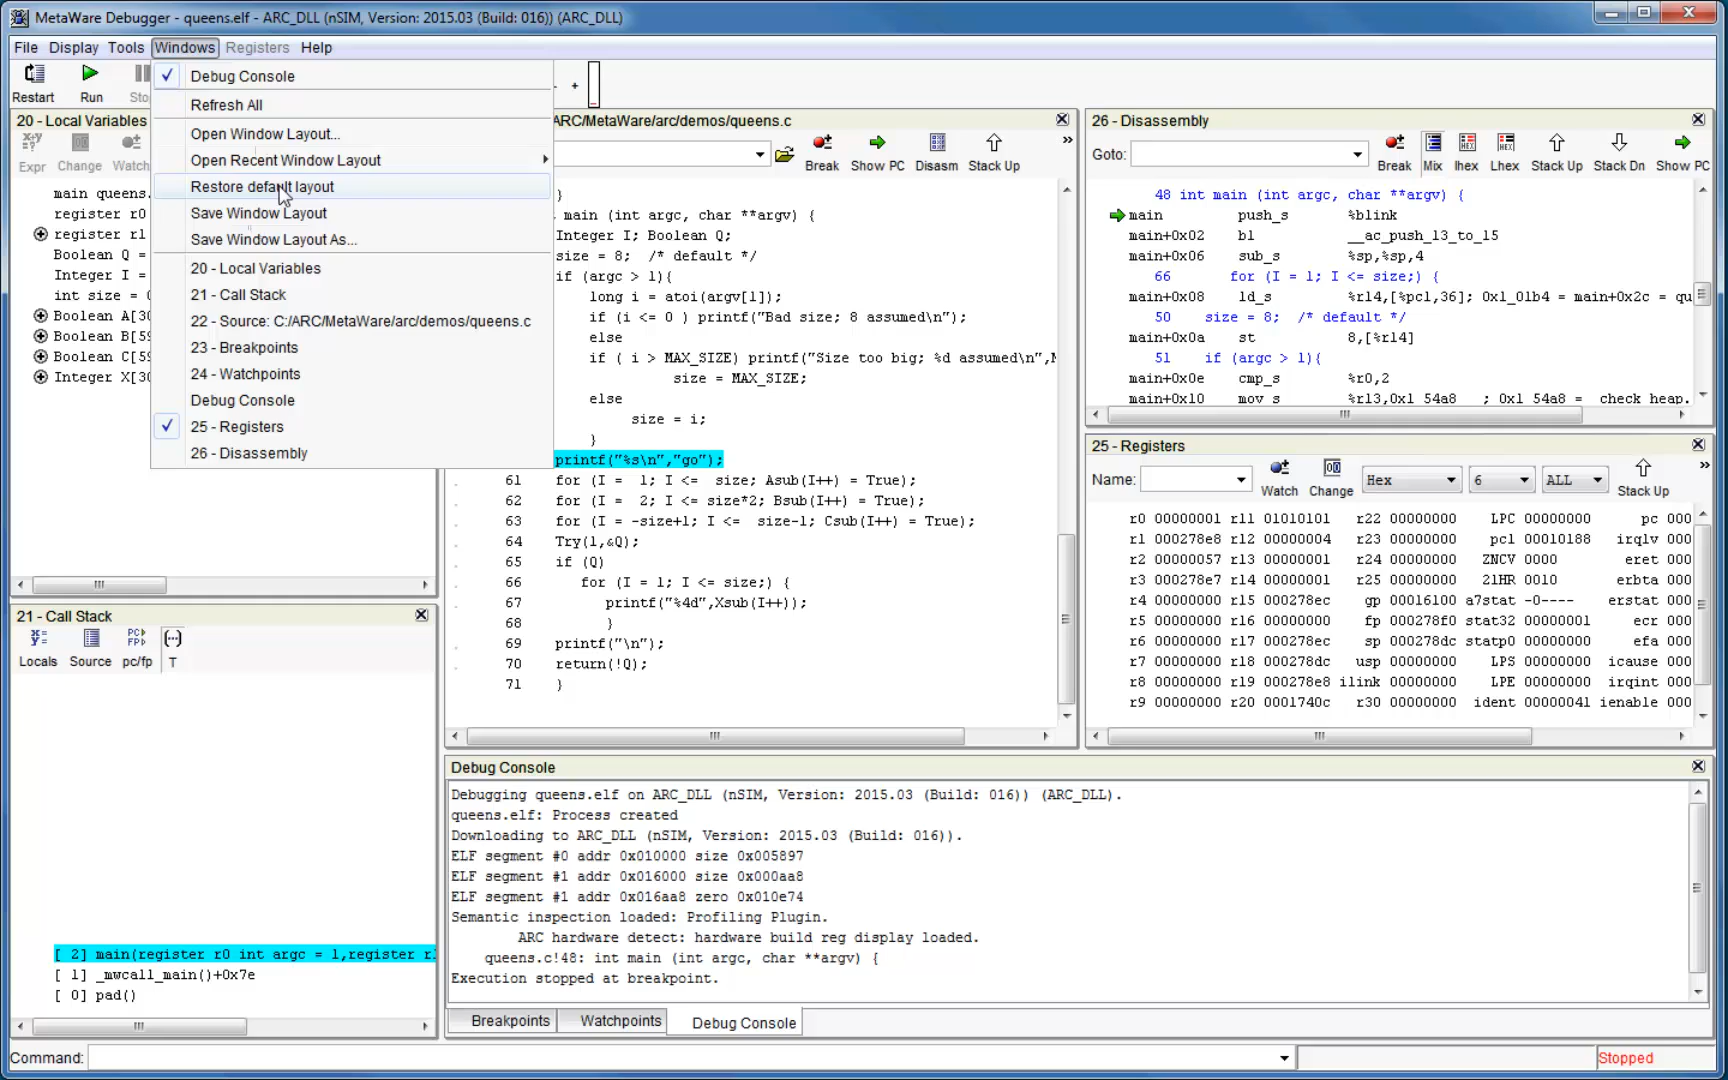 MetaWare Debugger - queens.elf - ARC_DLL (nSIM, Version: 2015.03 (Build: 016)) (ARC_DLL)
File Display Tools Windows Registers Help
Restart Run
Debug Console
Refresh All
Open Window Layout...
Open Recent Window Layout
Restore default layout
Save Window Layout
Save Window Layout As...
20 - Local Variables
21 - Call Stack
22 - Source: C:/ARC/MetaWare/arc/demos/queens.c
23 - Breakpoints
24 - Watchpoints
Debug Console
25 - Registers
26 - Disassembly
20 - Local Variables
Expr Change Watch
main queens.
register r0
register r1
Boolean Q =
Integer I =
int size =
Boolean A[30
Boolean B[59
Boolean C[59
Integer X[30
21 - Call Stack
Locals Source pc/fp T
[ 2] main(register r0 int argc = 1,register r1
[ 1] _mwcall_main()+0x7e
[ 0] pad()
ARC/MetaWare/arc/demos/queens.c
Break Show PC Disasm Stack Up
}
main (int argc, char **argv) {
Integer I; Boolean Q;
size = 8; /* default */
if (argc > 1){
long i = atoi(argv[1]);
if (i <= 0 ) printf("Bad size; 8 assumed\n");
else
if ( i > MAX_SIZE) printf("Size too big; %d assumed\n",M
size = MAX_SIZE;
else
size = i;
}
printf("%s\n","go");
61 for (I = 1; I <= size; Asub(I++) = True);
62 for (I = 2; I <= size*2; Bsub(I++) = True);
63 for (I = -size+1; I <= size-1; Csub(I++) = True);
64 Try(1,&Q);
65 if (Q)
66 for (I = 1; I <= size;) {
67 printf("%4d",Xsub(I++));
68 }
69 printf("\n");
70 return(!Q);
71 }
26 - Disassembly
Goto: Break Mix Ihex Lhex Stack Up Stack Dn Show PC
48 int main (int argc, char **argv) {
main push_s %blink
main+0x02 bl __ac_push_13_to_15
main+0x06 sub_s %sp,%sp,4
66 for (I = 1; I <= size;) {
main+0x08 ld_s %r14,[%pcl,36]; 0x1_01b4 = main+0x2c = qu
50 size = 8; /* default */
main+0x0a st 8,[%r14]
51 if (argc > 1){
main+0x0e cmp_s %r0,2
main+0x10 mov_s %r13,0x1_54a8 ; 0x1_54a8 = check_heap.
25 - Registers
Name: Watch Change Hex 6 ALL Stack Up
r0 00000001 r11 01010101 r22 00000000 LPC 00000000 pc 000
r1 000278e8 r12 00000004 r23 00000000 pcl 00010188 irqlv 000
r2 00000057 r13 00000001 r24 00000000 ZNCV 0000 eret 000
r3 000278e7 r14 00000001 r25 00000000 21HR 0010 erbta 000
r4 00000000 r15 000278ec gp 00016100 a7stat -0---- erstat 000
r5 00000000 r16 00000000 fp 000278f0 stat32 00000001 ecr 000
r6 00000000 r17 000278ec sp 000278dc statp0 00000000 efa 000
r7 00000000 r18 000278dc usp 00000000 LPS 00000000 icause 000
r8 00000000 r19 000278e8 ilink 00000000 LPE 00000000 irqint 000
r9 00000000 r20 0001740c r30 00000000 ident 00000041 ienable 000
Debug Console
Debugging queens.elf on ARC_DLL (nSIM, Version: 2015.03 (Build: 016)) (ARC_DLL).
queens.elf: Process created
Downloading to ARC_DLL (nSIM, Version: 2015.03 (Build: 016)).
ELF segment #0 addr 0x010000 size 0x005897
ELF segment #1 addr 0x016000 size 0x000aa8
ELF segment #1 addr 0x016aa8 zero 0x010e74
Semantic inspection loaded: Profiling Plugin.
ARC hardware detect: hardware build reg display loaded.
queens.c!48: int main (int argc, char **argv) {
Execution stopped at breakpoint.
Breakpoints Watchpoints Debug Console
Command: Stopped